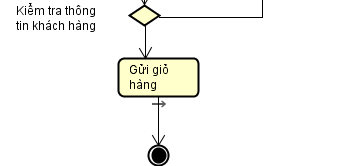 Kiểm tra thông
tin khách hàng
Gửi giỏ
hàng